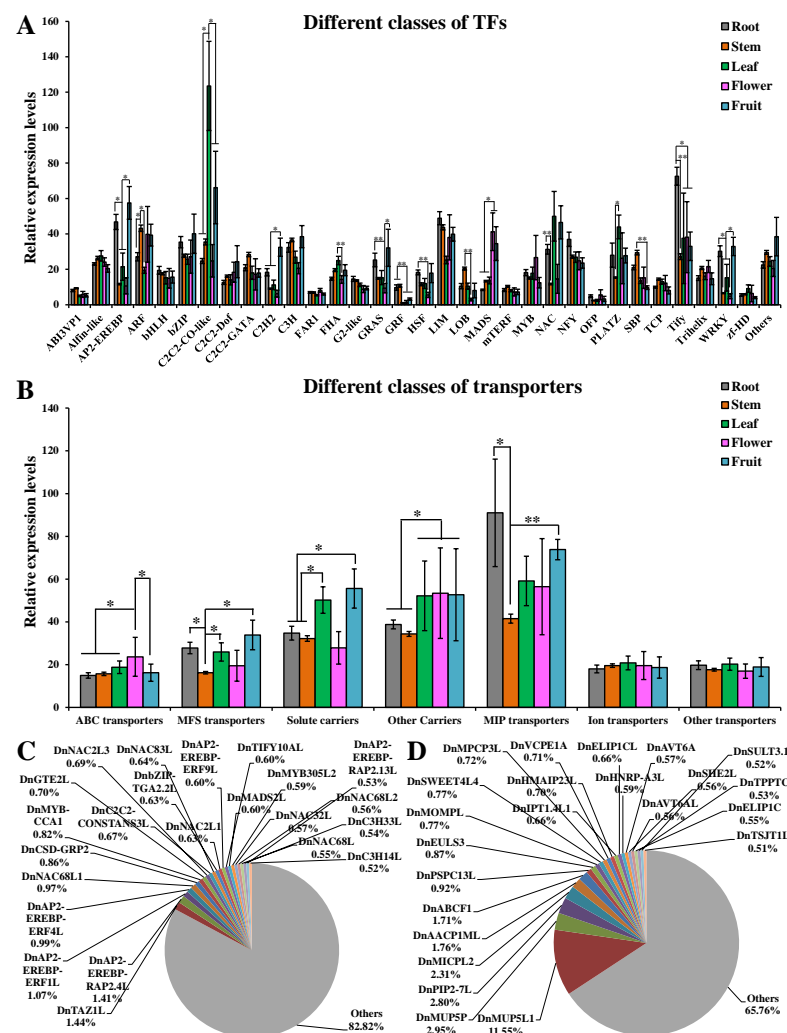 A
Different classes of TFs
Relative expression levels
160
140
120
100
80
60
40
20
0
Root
Stem
Leaf
Flower
Fruit
ABI3VP1
Alfin-like
AP2-EREBP
ARF
bHLH
bZIP
C2C2-CO-like
C2C2-Dof
C2C2-GATA
C2H2
C3H
FAR1
FHA
G2-like
GRAS
GRF
HSF
LIM
LOB
MADS
mTERF
MYB
NAC
NFY
OFP
PLATZ
SBP
TCP
Tify
Trihelix
WRKY
zf-HD
Others
B
Different classes of transporters
Relative expression levels
140
120
100
80
60
40
20
0
Root
Stem
Leaf
Flower
Fruit
ABC transporters
MFS transporters
Solute carriers
Other Carriers
MIP transporters
Ion transporters
Other transporters
C
DnTAZ1L
1.44%
DnAP2-
EREBP-
RAP2.4L
1.41%
DnAP2-
EREBP-
ERF1L
1.07%
DnAP2-
EREBP-
ERF4L
0.99%
DnNAC68L1
0.97%
DnCSD-GRP2
0.86%
DnMYB-
CCA1
0.82%
DnGTE2L
0.70%
DnNAC2L3
0.69%
DnC2C2-
CONSTANS3L
0.67%
DnNAC83L
0.64%
DnbZIP-
TGA2.2L
0.63%
DnNAC2L1
0.63%
DnAP2-
EREBP-
ERF9L
0.60%
DnTIFY10AL
0.60%
DnMADS2L
0.60%
DnMYB305L2
0.59%
DnNAC32L
0.57%
DnNAC68L2
0.56%
DnNAC68L
0.55%
DnC3H33L
0.54%
DnAP2-
EREBP-
RAP2.13L
0.53%
DnC3H14L
0.52%
Others
82.82%
D
DnMUP5L1
11.55%
DnMUP5P
2.95%
DnPIP2-7L
2.80%
DnMICPL2
2.31%
DnAACP1ML
1.76%
DnABCF1
1.71%
DnPSPC13L
0.92%
DnEULS3
0.87%
DnMOMPL
0.77%
DnSWEET4L4
0.77%
DnMPCP3L
0.72%
DnVCPE1A
0.71%
DnHMAIP23L
0.70%
DnIPT1.4L1
0.66%
DnELIP1CL
0.66%
DnHNRP-A3L
0.59%
DnAVT6A
0.57%
DnAVT6AL
0.56%
DnSHE2L
0.56%
DnELIP1C
0.55%
DnTPPTC
0.53%
DnSULT3.1
0.52%
DnTSJT1L
0.51%
Others
65.76%